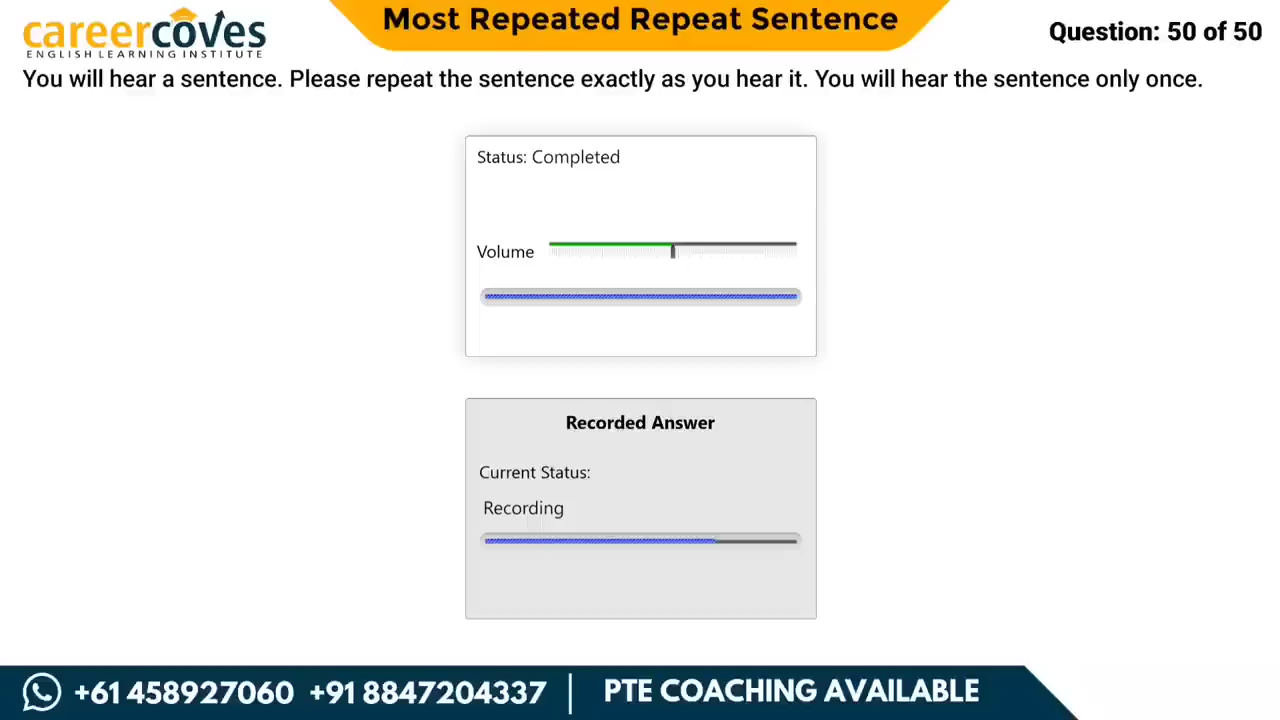 careercoves
ENGLISH LEARNING INSTITUTE
Most Repeated Repeat Sentence
Question: 50 of 50
You will hear a sentence. Please repeat the sentence exactly as you hear it. You will hear the sentence only once.
Status: Completed
Volume
Recorded Answer
Current Status:
Recording
+61 458927060 +91 8847204337 | PTE COACHING AVAILABLE